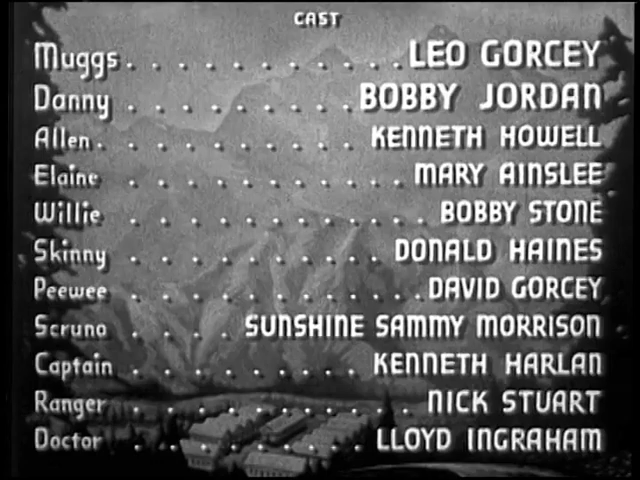 CAST
Muggs. . . . . . . . . . . . LEO GORCEY
Danny . . . . . . . . . BOBBY JORDAN
Allen. . . . . . . . . . KENNETH HOWELL
Elaine . . . . . . . . . . . MARY AINSLEE
Willie . . . . . . . . . . . . BOBBY STONE
Skinny . . . . . . . . . . DONALD HAINES
Peewee . . . . . . . . . . . DAVID GORCEY
Scruno . . . . SUNSHINE SAMMY MORRISON
Captain . . . . . . . . . KENNETH HARLAN
Ranger . . . . . . . . . . NICK STUART
Doctor . . . . . . . . LLOYD INGRAHAM